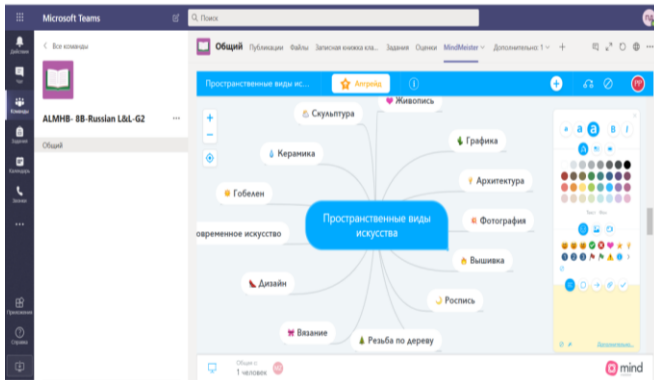 Microsoft Teams
Поиск
Все команды
ALMHB- 8B-Russian L&L-G2
Общий
Общий Публикации Файлы Записная книжка кла... Задания Оценки MindMeister Дополнительно: 1
Действия
Чат
Команды
Задания
Календарь
Звонки
Приложения
Справка
Пространственные виды ис... Апгрейд
Живопись
Скульптура
Графика
Керамика
Архитектура
Гобелен
Пространственные виды
искусства
Фотография
овременное искусство
Вышивка
Дизайн
Роспись
Вязание
Резьба по дереву
a a a B I
1 человек
mind